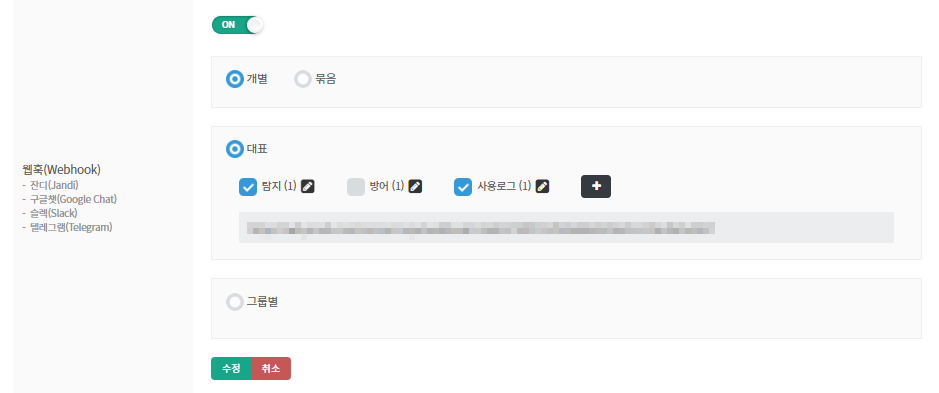 ON
개별 묶음
대표
탐지 (1) 방어 (1) 사용로그 (1)
웹훅(Webhook)
- 잔디(Jandi)
- 구글챗(Google Chat)
- 슬랙(Slack)
- 텔레그램(Telegram)
그룹별
수정 취소